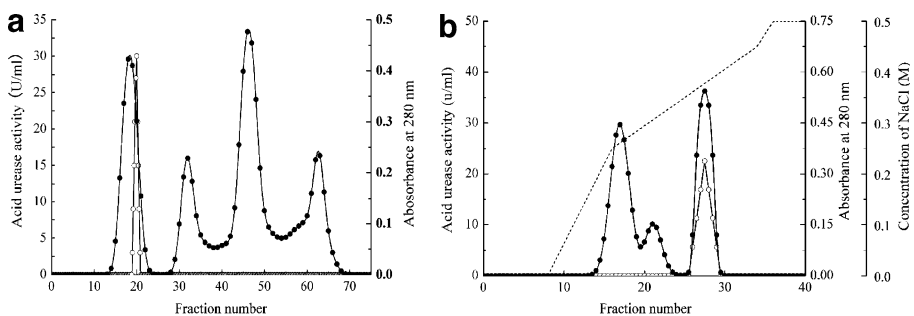 a
35
30
25
20
15
10
5
0
Acid urease activity (U/ml)
0 10 20 30 40 50 60 70
Fraction number
0.5
0.4
0.3
0.2
0.1
0.0
Abosorbance at 280 nm
b
50
40
30
20
10
0
Acid urease activity (u/ml)
0 10 20 30 40
Fraction number
0.75
0.60
0.45
0.30
0.15
0.00
Absorbance at 280 nm
0.5
0.4
0.3
0.2
0.1
0.0
Concentration of NaCl (M)